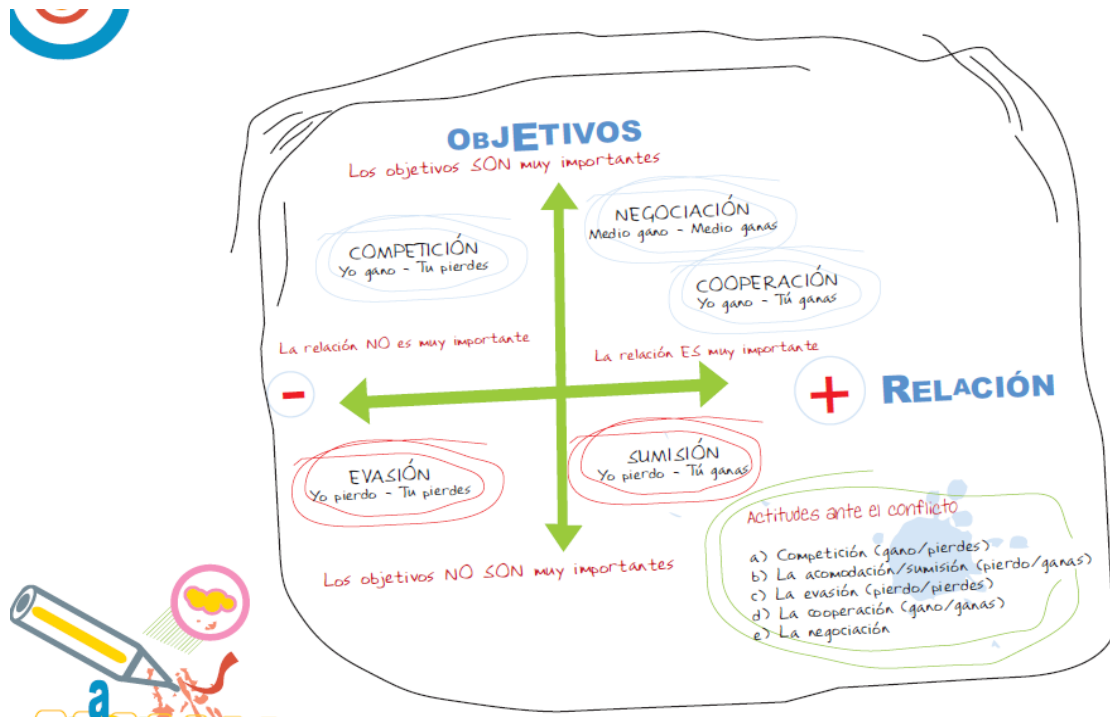 OBJETIVOS
Los objetivos SON muy importantes
NEGOCIACIÓN
Medio gano - Medio ganas
COMPETICIÓN
Yo gano - Tu pierdes
COOPERACIÓN
Yo gano - Tú ganas
La relación NO es muy importante
La relación ES muy importante
-
+
RELACIÓN
EVASIÓN
Yo pierdo - Tu pierdes
SUMISIÓN
Yo pierdo - Tú ganas
Los objetivos NO SON muy importantes
Actitudes ante el conflicto
a) Competición (gano/pierdes)
b) La acomodación/sumisión (pierdo/ganas)
c) La evasión (pierdo/pierdes)
d) La cooperación (gano/ganas)
e) La negociación
a